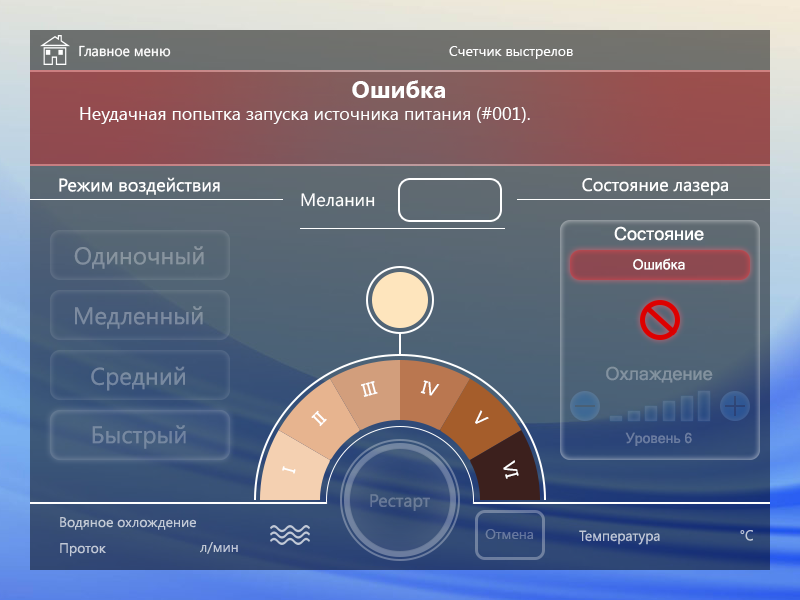 Главное меню
Счетчик выстрелов
Ошибка
Неудачная попытка запуска источника питания (#001).
Режим воздействия
Меланин
Состояние лазера
Одиночный
Медленный
Средний
Быстрый
Состояние
Ошибка
Охлаждение
Уровень 6
I
II
III
IV
V
VI
Рестарт
Отмена
Водяное охлождение
Проток
л/мин
Температура
°C